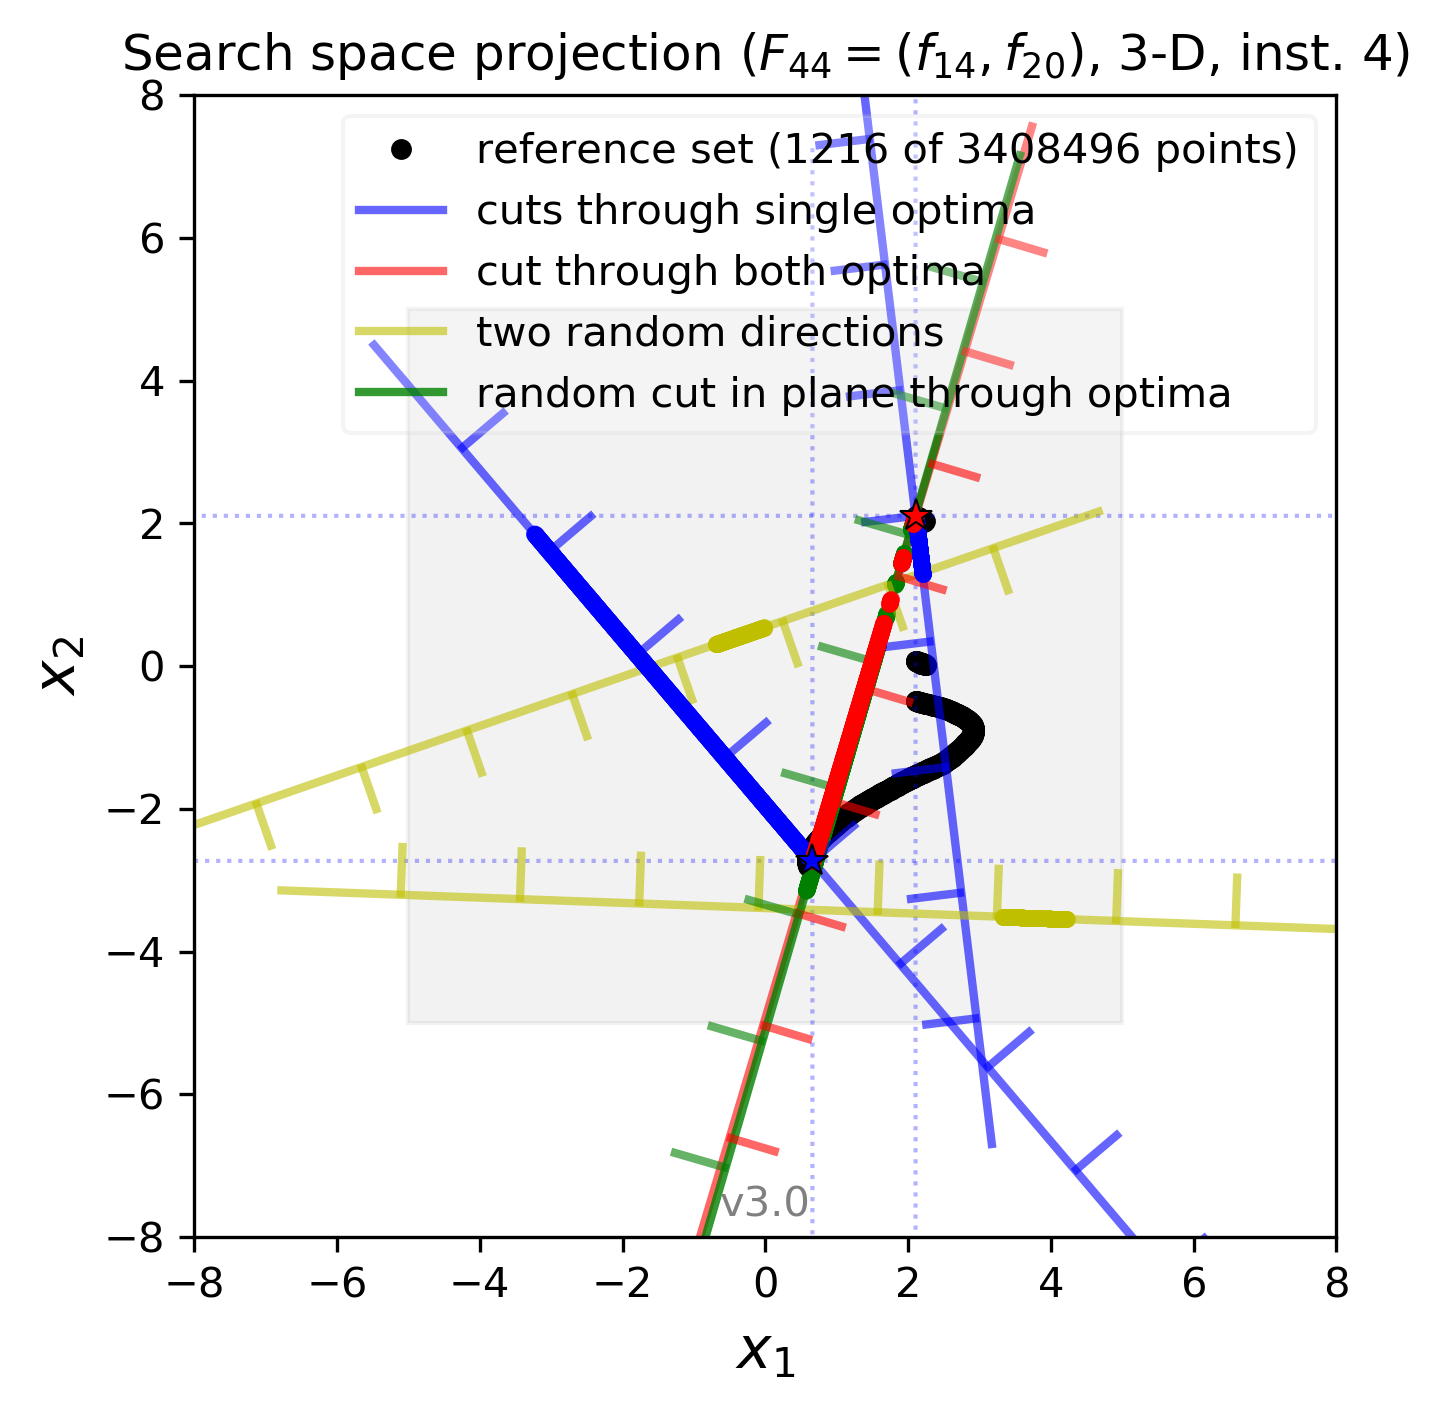 Search space projection (F44 = (f14, f20), 3-D, inst. 4)
reference set (1216 of 3408496 points)
cuts through single optima
cut through both optima
two random directions
random cut in plane through optima
8
6
4
2
0
−2
−4
−6
−8
x2
v3.0
−8 −6 −4 −2 0 2 4 6 8
x1